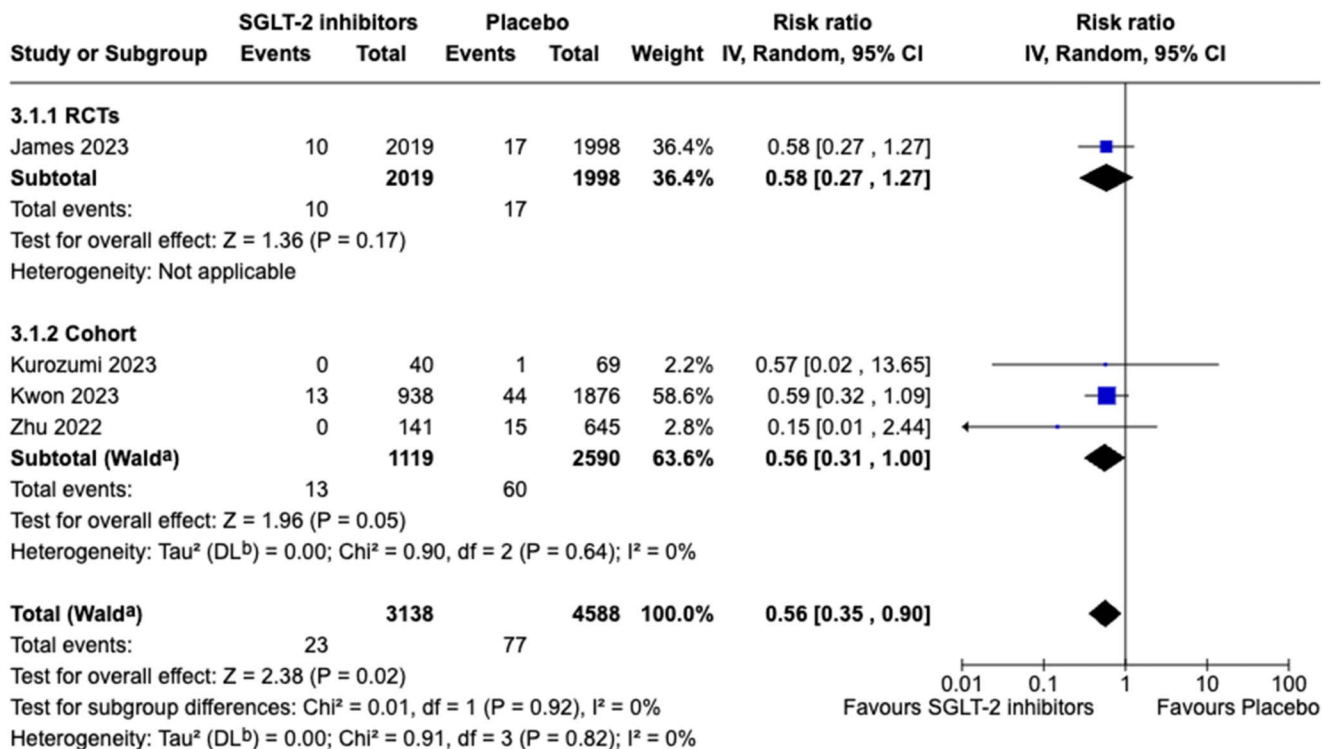 SGLT-2 inhibitors Placebo Risk ratio Risk ratio
Study or Subgroup Events Total Events Total Weight IV, Random, 95% CI IV, Random, 95% CI
3.1.1 RCTs
James 2023 10 2019 17 1998 36.4% 0.58 [0.27 , 1.27]
Subtotal 2019 1998 36.4% 0.58 [0.27 , 1.27]
Total events: 10 17
Test for overall effect: Z = 1.36 (P = 0.17)
Heterogeneity: Not applicable
3.1.2 Cohort
Kurozumi 2023 0 40 1 69 2.2% 0.57 [0.02 , 13.65]
Kwon 2023 13 938 44 1876 58.6% 0.59 [0.32 , 1.09]
Zhu 2022 0 141 15 645 2.8% 0.15 [0.01 , 2.44]
Subtotal (Waldᵃ) 1119 2590 63.6% 0.56 [0.31 , 1.00]
Total events: 13 60
Test for overall effect: Z = 1.96 (P = 0.05)
Heterogeneity: Tau² (DLᵇ) = 0.00; Chi² = 0.90, df = 2 (P = 0.64); I² = 0%
Total (Waldᵃ) 3138 4588 100.0% 0.56 [0.35 , 0.90]
Total events: 23 77
Test for overall effect: Z = 2.38 (P = 0.02)
0.01 0.1 1 10 100
Test for subgroup differences: Chi² = 0.01, df = 1 (P = 0.92), I² = 0%
Favours SGLT-2 inhibitors Favours Placebo
Heterogeneity: Tau² (DLᵇ) = 0.00; Chi² = 0.91, df = 3 (P = 0.82); I² = 0%